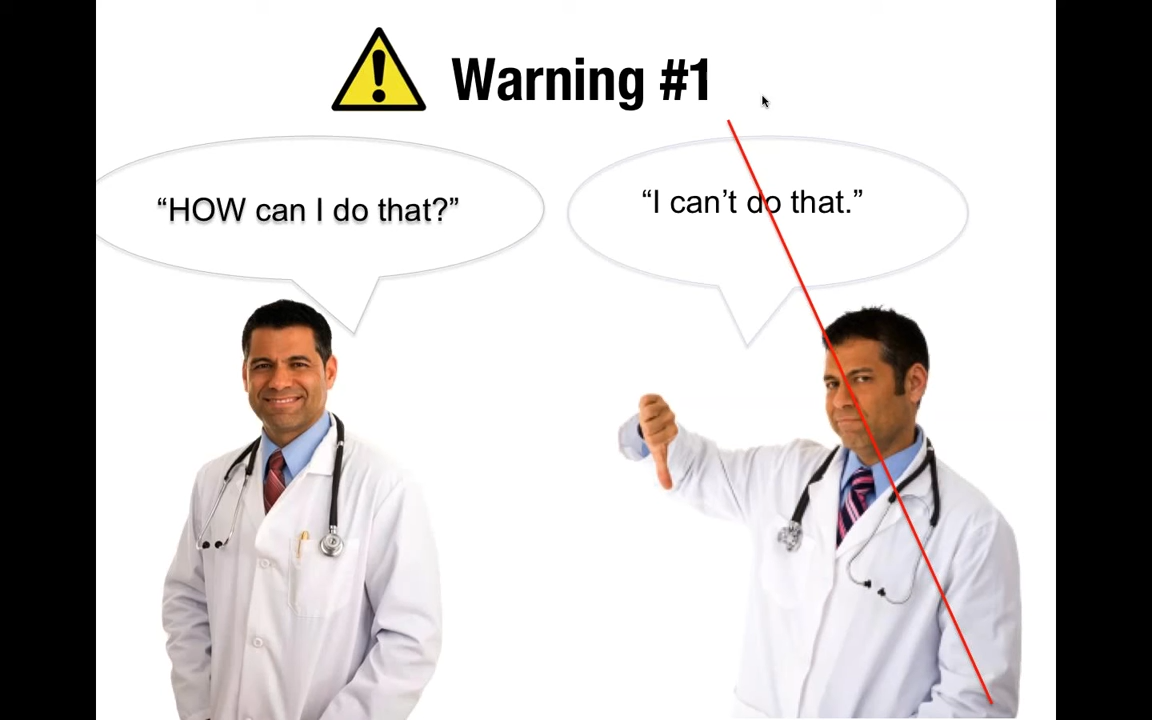 Warning #1
“HOW can I do that?”
“I can’t do that.”